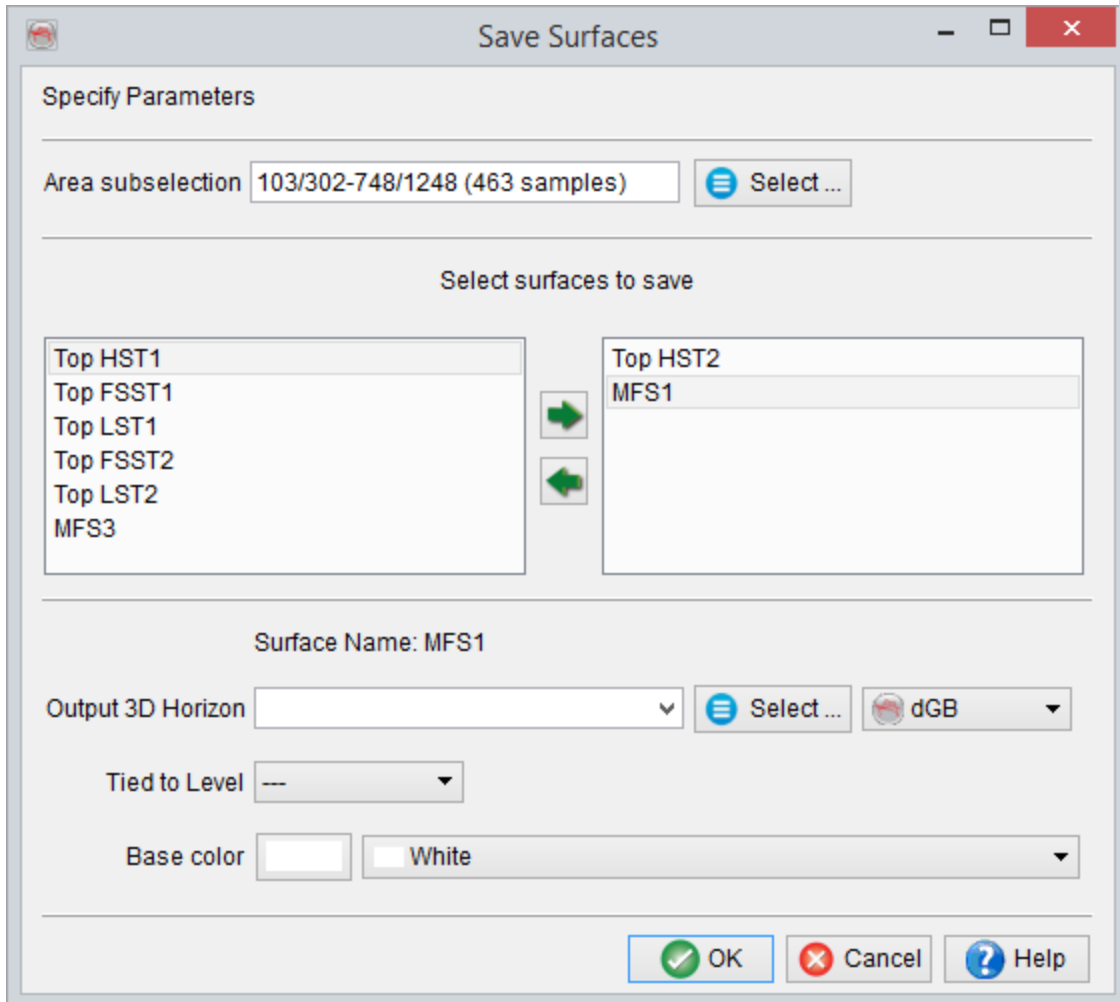 Save Surfaces
Specify Parameters
Area subselection 103/302-748/1248 (463 samples) Select ...
Select surfaces to save
Top HST1
Top FSST1
Top LST1
Top FSST2
Top LST2
MFS3
Top HST2
MFS1
Surface Name: MFS1
Output 3D Horizon Select ... dGB
Tied to Level ---
Base color White
OK Cancel Help